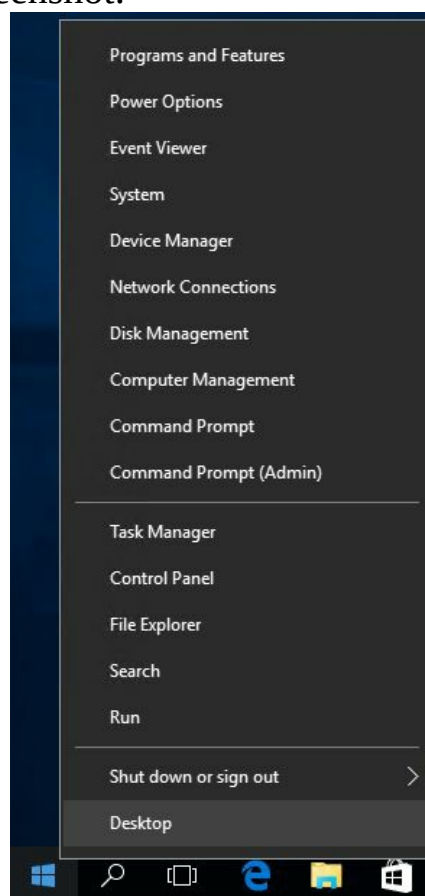 Programs and Features
Power Options
Event Viewer
System
Device Manager
Network Connections
Disk Management
Computer Management
Command Prompt
Command Prompt (Admin)
Task Manager
Control Panel
File Explorer
Search
Run
Shut down or sign out
Desktop